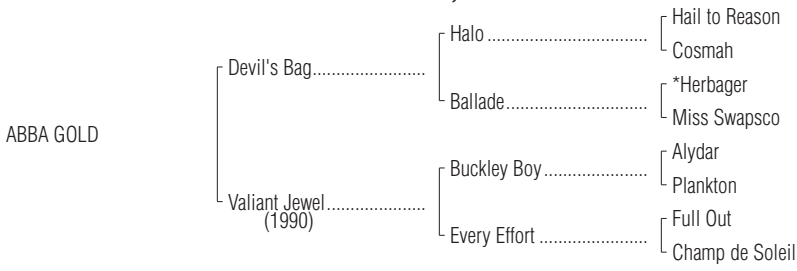 Hail to Reason
Halo ........................................
Cosmah
Devil's Bag............................
*Herbager
Ballade....................................
Miss Swapsco
ABBA GOLD
Alydar
Buckley Boy..........................
Plankton
Valiant Jewel........................
(1990)
Full Out
Every Effort ...........................
Champ de Soleil